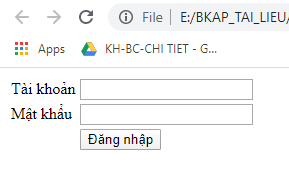 File | E:/BKAP_TAI_LIEU/
Apps KH-BC-CHI TIET - G...
Tài khoản
Mật khẩu
Đăng nhập